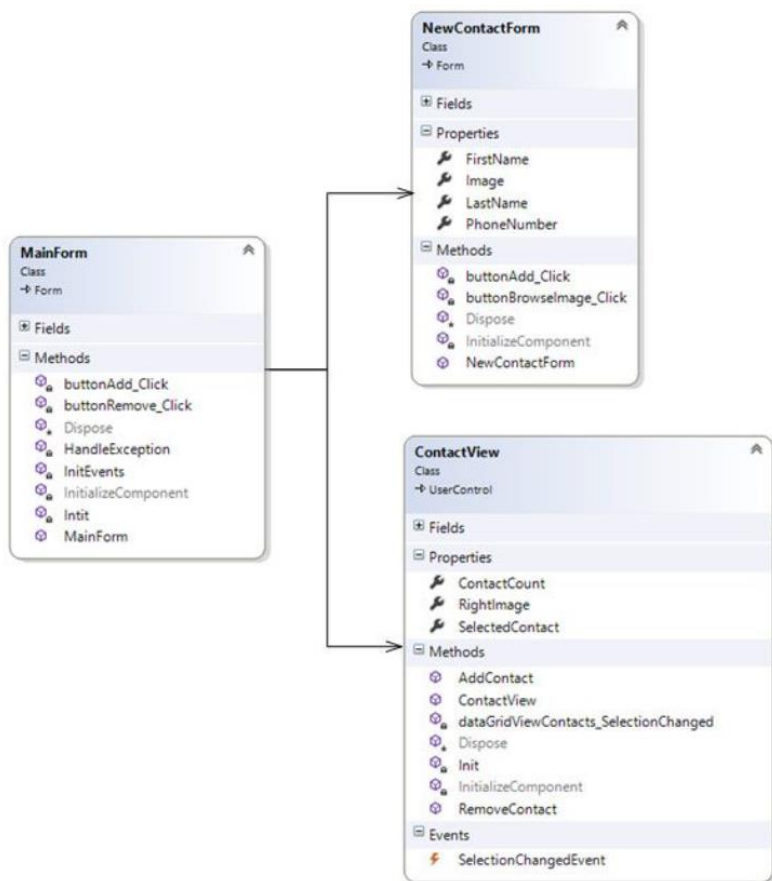 NewContactForm
Class
Form
Fields
Properties
FirstName
Image
LastName
PhoneNumber
Methods
buttonAdd_Click
buttonBrowseImage_Click
Dispose
InitializeComponent
NewContactForm
MainForm
Class
Form
Fields
Methods
buttonAdd_Click
buttonRemove_Click
Dispose
HandleException
InitEvents
InitializeComponent
Intit
MainForm
ContactView
Class
UserControl
Fields
Properties
ContactCount
RightImage
SelectedContact
Methods
AddContact
ContactView
dataGridViewContacts_SelectionChanged
Dispose
Init
InitializeComponent
RemoveContact
Events
SelectionChangedEvent